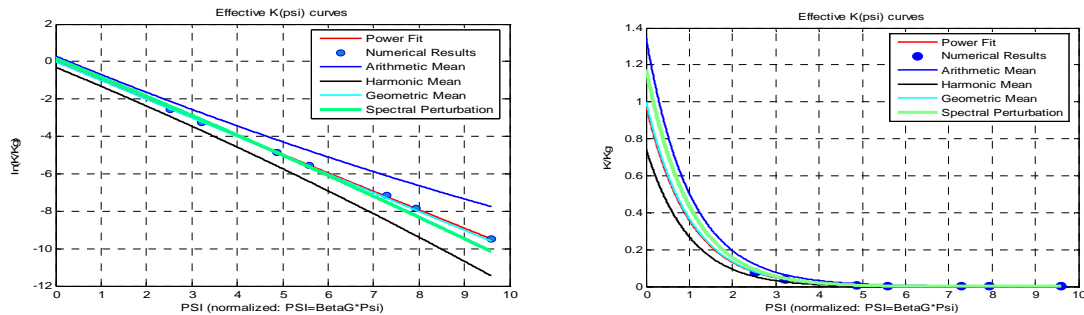 Effective K(psi) curves
2
0
-2
-4
-6
-8
-10
-12
ln(K/Kg)
Power Fit
Numerical Results
Arithmetic Mean
Harmonic Mean
Geometric Mean
Spectral Perturbation
0 1 2 3 4 5 6 7 8 9 10
PSI (normalized: PSI=BetaG*Psi)
Effective K(psi) curves
1.4
1.2
1
0.8
0.6
0.4
0.2
0
K/Kg
Power Fit
Numerical Results
Arithmetic Mean
Harmonic Mean
Geometric Mean
Spectral Perturbation
0 1 2 3 4 5 6 7 8 9 10
PSI (normalized: PSI=BetaG*Psi)